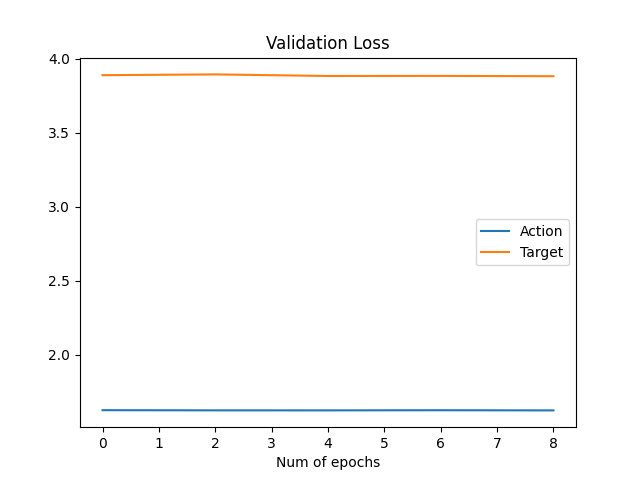 Validation Loss
4.0
3.5
3.0
2.5
2.0
Action
Target
0 1 2 3 4 5 6 7 8
Num of epochs